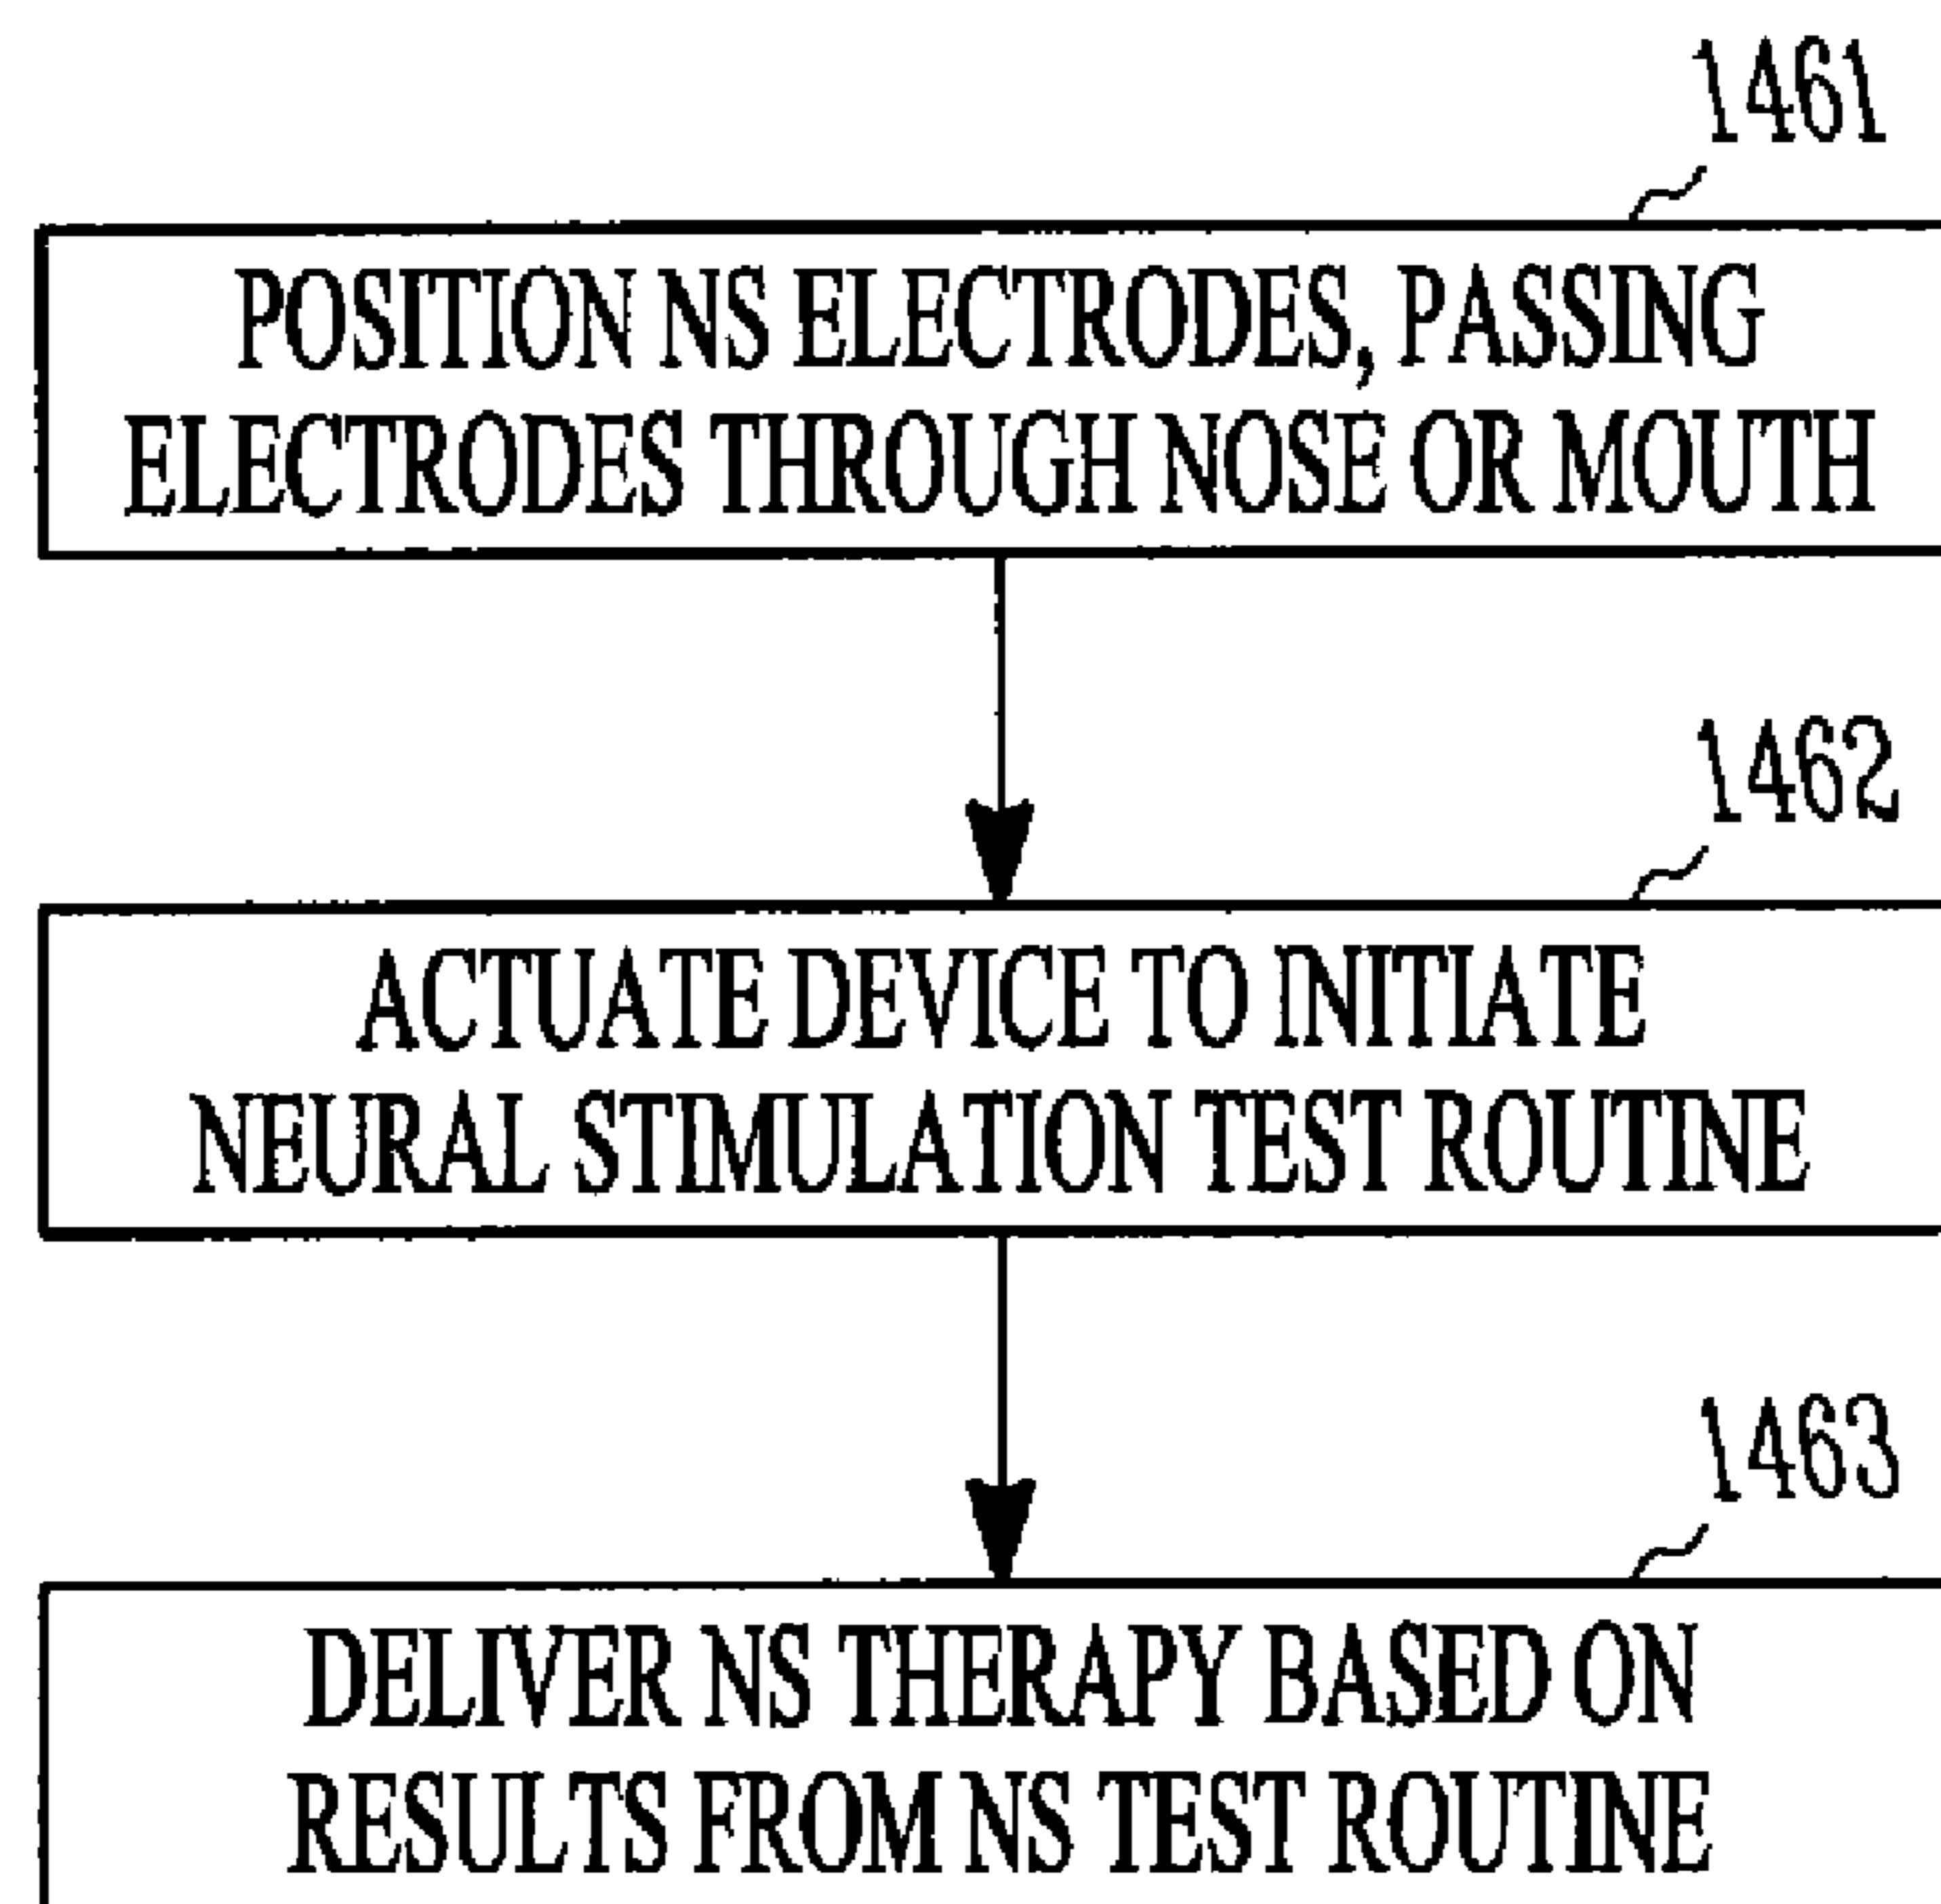 1461
POSITION NS ELECTRODES, PASSING
ELECTRODES THROUGH NOSE OR MOUTH
1462
ACTUATE DEVICE TO INITIATE
NEURAL STIMULATION TEST ROUTINE
1463
DELIVER NS THERAPY BASED ON
RESULTS FROM NS TEST ROUTINE